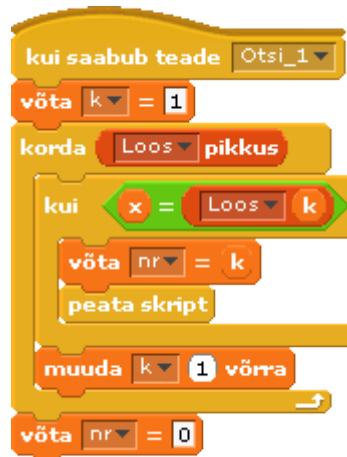 kui saabub teade Otsi_1
võta k = 1
korda Loos pikkus
kui x = Loos k
võta nr = k
peata skript
muuda k 1 võrra
võta nr = 0